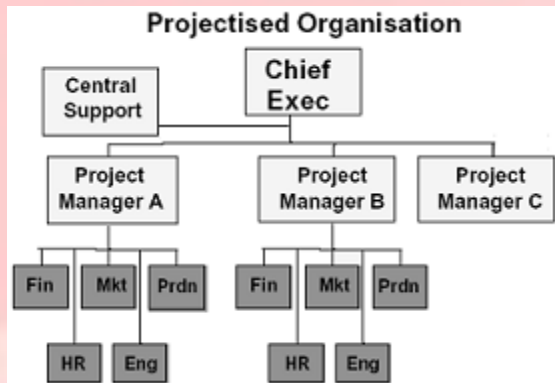 Projectised Organisation
Chief
Exec
Central
Support
Project
Manager A
Project
Manager B
Project
Manager C
Fin
Mkt
Prdn
HR
Eng
Fin
Mkt
Prdn
HR
Eng